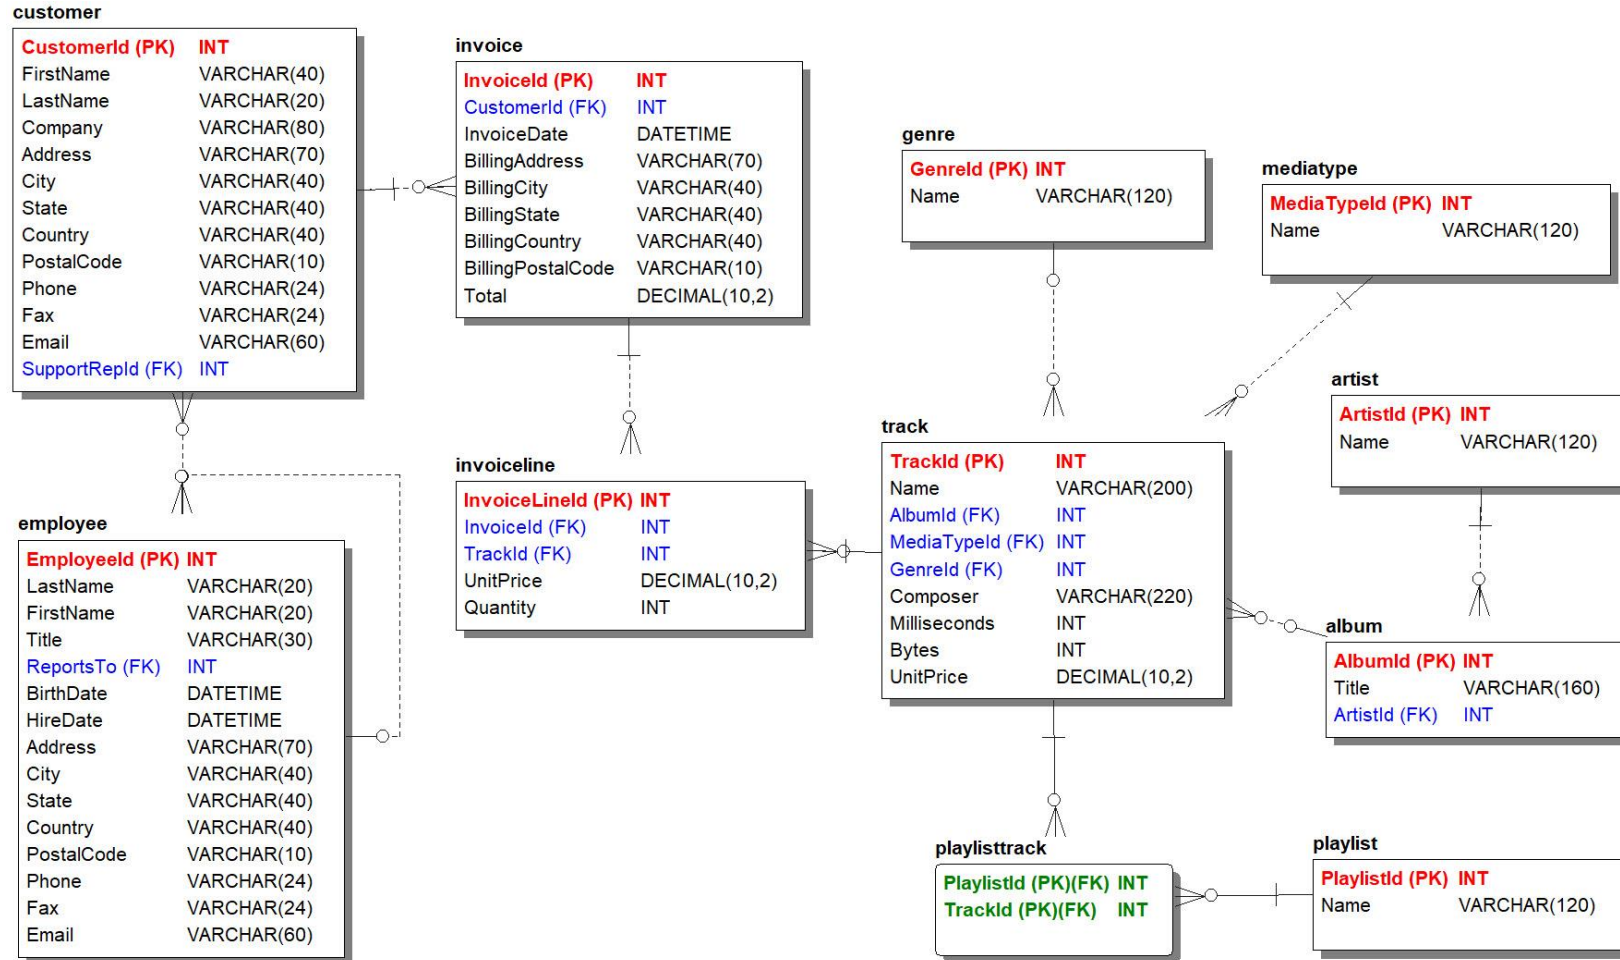 customer
CustomerId (PK) INT
FirstName VARCHAR(40)
LastName VARCHAR(20)
Company VARCHAR(80)
Address VARCHAR(70)
City VARCHAR(40)
State VARCHAR(40)
Country VARCHAR(40)
PostalCode VARCHAR(10)
Phone VARCHAR(24)
Fax VARCHAR(24)
Email VARCHAR(60)
SupportRepId (FK) INT
invoice
InvoiceId (PK) INT
CustomerId (FK) INT
InvoiceDate DATETIME
BillingAddress VARCHAR(70)
BillingCity VARCHAR(40)
BillingState VARCHAR(40)
BillingCountry VARCHAR(40)
BillingPostalCode VARCHAR(10)
Total DECIMAL(10,2)
genre
GenreId (PK) INT
Name VARCHAR(120)
mediatype
MediaTypeId (PK) INT
Name VARCHAR(120)
artist
ArtistId (PK) INT
Name VARCHAR(120)
employee
EmployeeId (PK) INT
LastName VARCHAR(20)
FirstName VARCHAR(20)
Title VARCHAR(30)
ReportsTo (FK) INT
BirthDate DATETIME
HireDate DATETIME
Address VARCHAR(70)
City VARCHAR(40)
State VARCHAR(40)
Country VARCHAR(40)
PostalCode VARCHAR(10)
Phone VARCHAR(24)
Fax VARCHAR(24)
Email VARCHAR(60)
invoiceline
InvoiceLineId (PK) INT
InvoiceId (FK) INT
TrackId (FK) INT
UnitPrice DECIMAL(10,2)
Quantity INT
track
TrackId (PK) INT
Name VARCHAR(200)
AlbumId (FK) INT
MediaTypeId (FK) INT
GenreId (FK) INT
Composer VARCHAR(220)
Milliseconds INT
Bytes INT
UnitPrice DECIMAL(10,2)
album
AlbumId (PK) INT
Title VARCHAR(160)
ArtistId (FK) INT
playlisttrack
PlaylistId (PK)(FK) INT
TrackId (PK)(FK) INT
playlist
PlaylistId (PK) INT
Name VARCHAR(120)